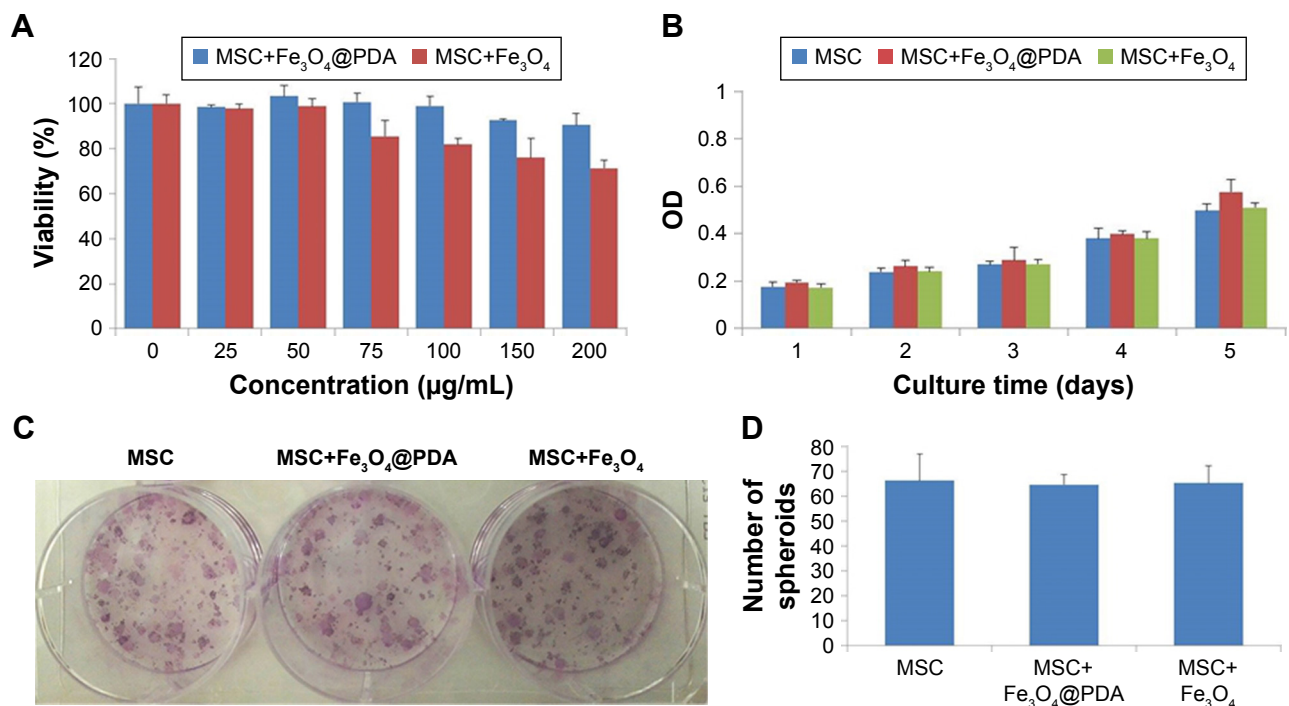 A
MSC+Fe₃O₄@PDA MSC+Fe₃O₄
120
100
80
60
40
20
0
Viability (%)
0 25 50 75 100 150 200
Concentration (µg/mL)
B
MSC MSC+Fe₃O₄@PDA MSC+Fe₃O₄
1
0.8
0.6
0.4
0.2
0
OD
1 2 3 4 5
Culture time (days)
C
MSC MSC+Fe₃O₄@PDA MSC+Fe₃O₄
D
80
70
60
50
40
30
20
10
0
Number of
spheroids
MSC MSC+ MSC+
Fe₃O₄@PDA Fe₃O₄